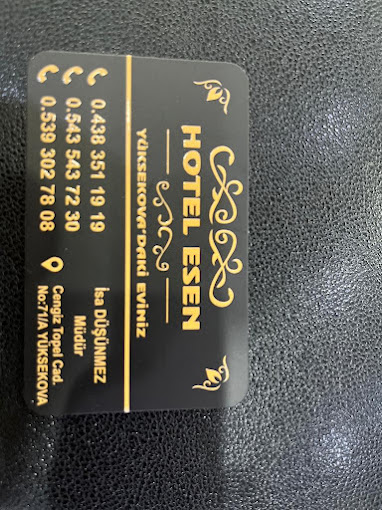 HOTEL ESEN
YÜKSEKOVA'DAKİ EVİNİZ
0.438 351 19 19
0.543 543 72 30
0.539 302 78 08
İsa DÜŞÜNMEZ
Müdür
Cengiz Topel Cad.
No:71/A YÜKSEKOVA